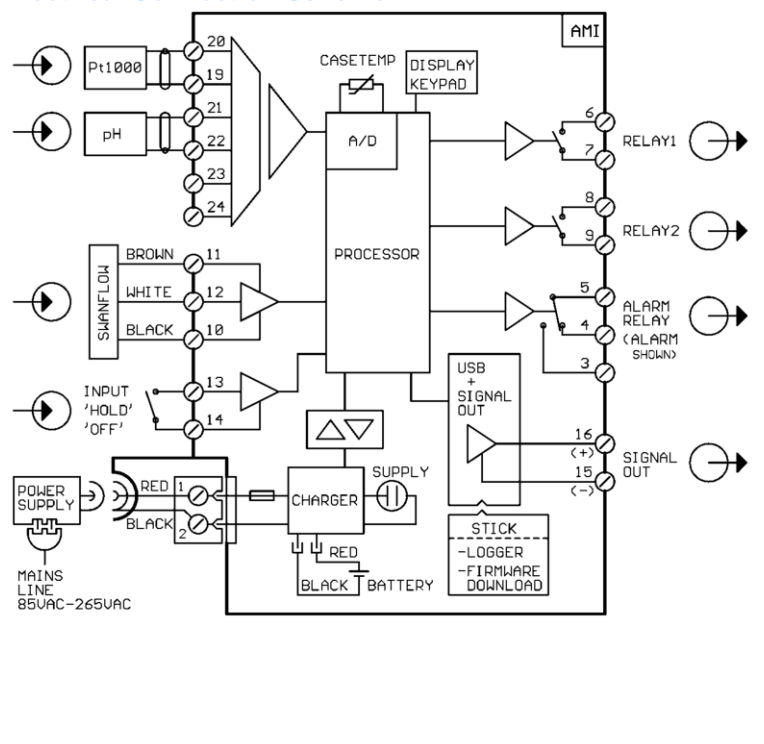 AMI
20
Pt1000
19
21
pH
22
23
24
CASETEMP
DISPLAY
KEYPAD
A/D
PROCESSOR
6
7
RELAY1
8
9
RELAY2
5
4
3
ALARM
RELAY
(ALARM
SHOWN)
SWANFLOW
BROWN
11
WHITE
12
BLACK
10
INPUT
'HOLD'
'OFF'
13
14
USB
+
SIGNAL
OUT
16
(+)
15
(-)
SIGNAL
OUT
POWER
SUPPLY
RED
1
BLACK
2
CHARGER
SUPPLY
RED
BLACK
BATTERY
STICK
-LOGGER
-FIRMWARE
DOWNLOAD
MAINS
LINE
85VAC-265VAC